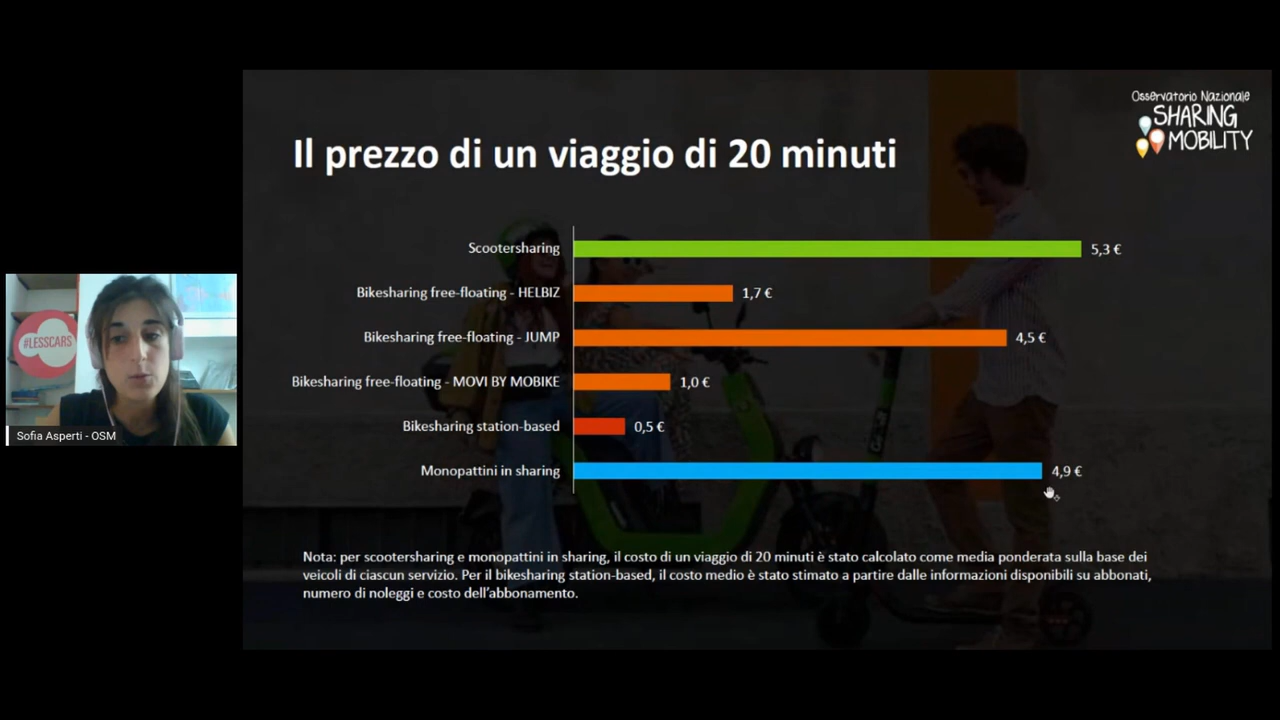 Osservatorio Nazionale
SHARING
MOBILITY
Il prezzo di un viaggio di 20 minuti
Scootersharing 5,3 €
Bikesharing free-floating - HELBIZ 1,7 €
Bikesharing free-floating - JUMP 4,5 €
Bikesharing free-floating - MOVI BY MOBIKE 1,0 €
Bikesharing station-based 0,5 €
Monopattini in sharing 4,9 €
Nota: per scootersharing e monopattini in sharing, il costo di un viaggio di 20 minuti è stato calcolato come media ponderata sulla base dei
veicoli di ciascun servizio. Per il bikesharing station-based, il costo medio è stato stimato a partire dalle informazioni disponibili su abbonati,
numero di noleggi e costo dell'abbonamento.
#LESSCARS
Sofia Asperti - OSM